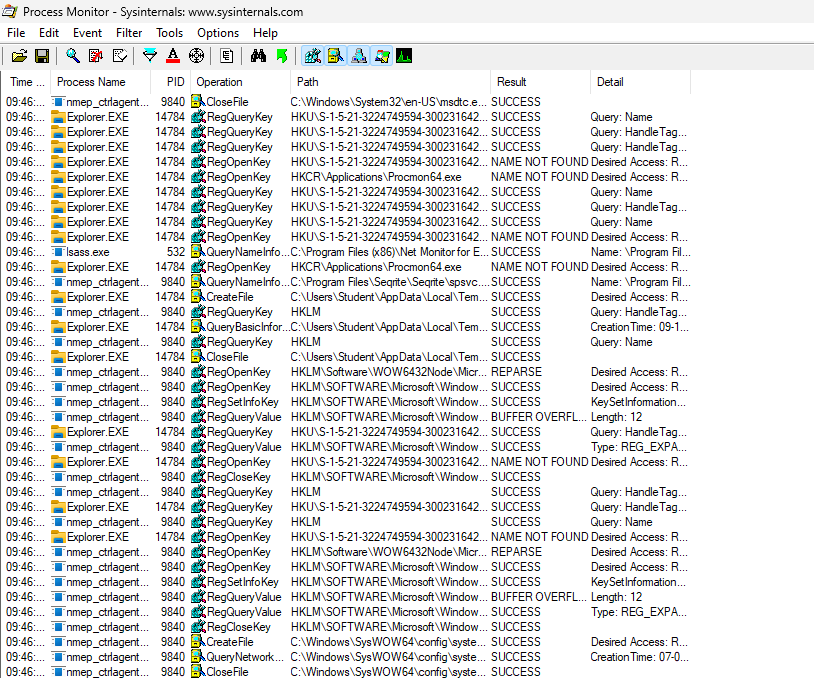 Process Monitor - Sysinternals: www.sysinternals.com
File Edit Event Filter Tools Options Help
Time ... Process Name PID Operation Path Result Detail
09:46:... nmep_ctrlagent... 9840 CloseFile C:\Windows\System32\en-US\msdtc.e... SUCCESS
09:46:... Explorer.EXE 14784 RegQueryKey HKU\S-1-5-21-3224749594-300231642... SUCCESS Query: Name
09:46:... Explorer.EXE 14784 RegQueryKey HKU\S-1-5-21-3224749594-300231642... SUCCESS Query: HandleTag...
09:46:... Explorer.EXE 14784 RegQueryKey HKU\S-1-5-21-3224749594-300231642... SUCCESS Query: HandleTag...
09:46:... Explorer.EXE 14784 RegOpenKey HKU\S-1-5-21-3224749594-300231642... NAME NOT FOUND Desired Access: R...
09:46:... Explorer.EXE 14784 RegOpenKey HKCR\Applications\Procmon64.exe NAME NOT FOUND Desired Access: R...
09:46:... Explorer.EXE 14784 RegQueryKey HKU\S-1-5-21-3224749594-300231642... SUCCESS Query: Name
09:46:... Explorer.EXE 14784 RegQueryKey HKU\S-1-5-21-3224749594-300231642... SUCCESS Query: HandleTag...
09:46:... Explorer.EXE 14784 RegQueryKey HKU\S-1-5-21-3224749594-300231642... SUCCESS Query: Name
09:46:... Explorer.EXE 14784 RegOpenKey HKU\S-1-5-21-3224749594-300231642... NAME NOT FOUND Desired Access: R...
09:46:... lsass.exe 532 QueryNameInfo... C:\Program Files (x86)\Net Monitor for E... SUCCESS Name: \Program Fil...
09:46:... Explorer.EXE 14784 RegOpenKey HKCR\Applications\Procmon64.exe NAME NOT FOUND Desired Access: R...
09:46:... nmep_ctrlagent... 9840 QueryNameInfo... C:\Program Files\Seqrite\Seqrite\spsvc.... SUCCESS Name: \Program Fil...
09:46:... Explorer.EXE 14784 CreateFile C:\Users\Student\AppData\Local\Tem... SUCCESS Desired Access: R...
09:46:... nmep_ctrlagent... 9840 RegQueryKey HKLM SUCCESS Query: HandleTag...
09:46:... Explorer.EXE 14784 QueryBasicInfor... C:\Users\Student\AppData\Local\Tem... SUCCESS CreationTime: 09-1...
09:46:... nmep_ctrlagent... 9840 RegQueryKey HKLM SUCCESS Query: Name
09:46:... Explorer.EXE 14784 CloseFile C:\Users\Student\AppData\Local\Tem... SUCCESS
09:46:... nmep_ctrlagent... 9840 RegOpenKey HKLM\Software\WOW6432Node\Micr... REPARSE Desired Access: R...
09:46:... nmep_ctrlagent... 9840 RegOpenKey HKLM\SOFTWARE\Microsoft\Window... SUCCESS Desired Access: R...
09:46:... nmep_ctrlagent... 9840 RegSetInfoKey HKLM\SOFTWARE\Microsoft\Window... SUCCESS KeySetInformation...
09:46:... nmep_ctrlagent... 9840 RegQueryValue HKLM\SOFTWARE\Microsoft\Window... BUFFER OVERFL... Length: 12
09:46:... Explorer.EXE 14784 RegQueryKey HKU\S-1-5-21-3224749594-300231642... SUCCESS Query: HandleTag...
09:46:... nmep_ctrlagent... 9840 RegQueryValue HKLM\SOFTWARE\Microsoft\Window... SUCCESS Type: REG_EXPA...
09:46:... Explorer.EXE 14784 RegOpenKey HKU\S-1-5-21-3224749594-300231642... NAME NOT FOUND Desired Access: R...
09:46:... nmep_ctrlagent... 9840 RegCloseKey HKLM\SOFTWARE\Microsoft\Window... SUCCESS
09:46:... nmep_ctrlagent... 9840 RegQueryKey HKLM SUCCESS Query: HandleTag...
09:46:... Explorer.EXE 14784 RegQueryKey HKU\S-1-5-21-3224749594-300231642... SUCCESS Query: HandleTag...
09:46:... nmep_ctrlagent... 9840 RegQueryKey HKLM SUCCESS Query: Name
09:46:... Explorer.EXE 14784 RegOpenKey HKU\S-1-5-21-3224749594-300231642... NAME NOT FOUND Desired Access: R...
09:46:... nmep_ctrlagent... 9840 RegOpenKey HKLM\Software\WOW6432Node\Micr... REPARSE Desired Access: R...
09:46:... nmep_ctrlagent... 9840 RegOpenKey HKLM\SOFTWARE\Microsoft\Window... SUCCESS Desired Access: R...
09:46:... nmep_ctrlagent... 9840 RegSetInfoKey HKLM\SOFTWARE\Microsoft\Window... SUCCESS KeySetInformation...
09:46:... nmep_ctrlagent... 9840 RegQueryValue HKLM\SOFTWARE\Microsoft\Window... BUFFER OVERFL... Length: 12
09:46:... nmep_ctrlagent... 9840 RegQueryValue HKLM\SOFTWARE\Microsoft\Window... SUCCESS Type: REG_EXPA...
09:46:... nmep_ctrlagent... 9840 RegCloseKey HKLM\SOFTWARE\Microsoft\Window... SUCCESS
09:46:... nmep_ctrlagent... 9840 CreateFile C:\Windows\SysWOW64\config\syste... SUCCESS Desired Access: R...
09:46:... nmep_ctrlagent... 9840 QueryNetwork... C:\Windows\SysWOW64\config\syste... SUCCESS CreationTime: 07-0...
09:46:... nmep_ctrlagent... 9840 CloseFile C:\Windows\SysWOW64\config\syste... SUCCESS